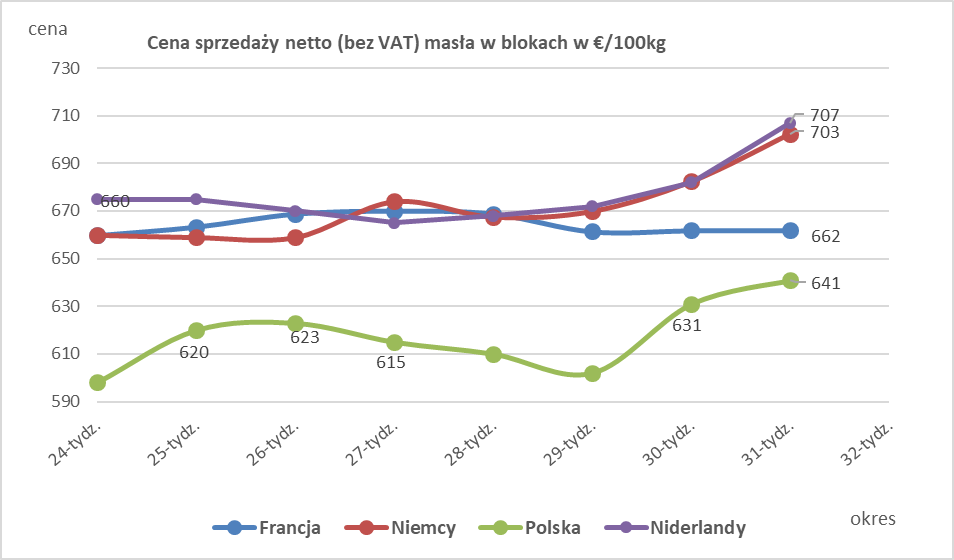 cena
Cena sprzedaży netto (bez VAT) masła w blokach w €/100kg
730
710
690
670
650
630
610
590
660
620
623
615
631
707
703
662
641
24-tydz.
25-tydz.
26-tydz.
27-tydz.
28-tydz.
29-tydz.
30-tydz.
31-tydz.
32-tydz.
Francja Niemcy Polska Niderlandy
okres